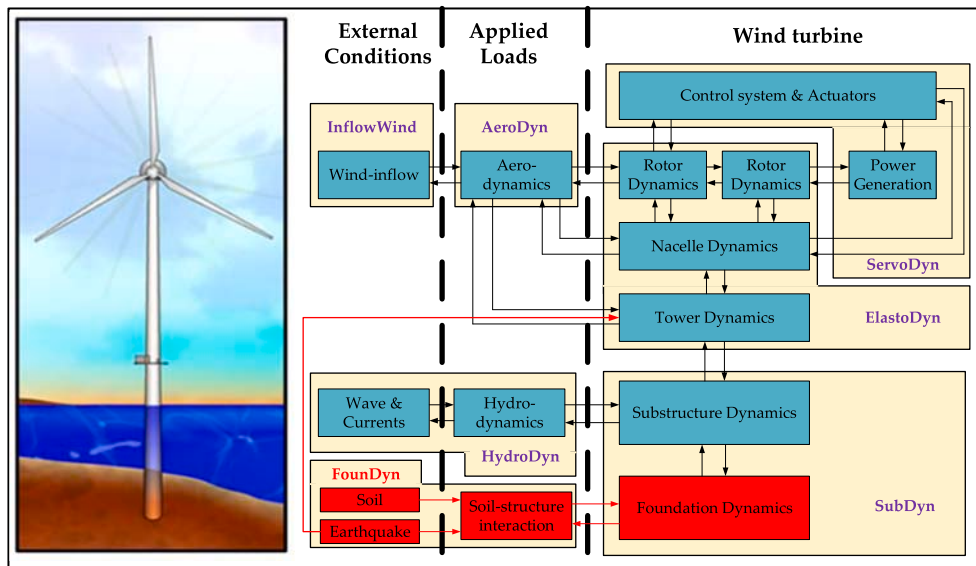 External
Conditions
Applied
Loads
Wind turbine
Control system & Actuators
InflowWind
AeroDyn
Wind-inflow
Aero-
dynamics
Rotor
Dynamics
Rotor
Dynamics
Power
Generation
Nacelle Dynamics
ServoDyn
Tower Dynamics
ElastoDyn
Wave &
Currents
Hydro-
dynamics
Substructure Dynamics
HydroDyn
FounDyn
Soil
Earthquake
Soil-structure
interaction
Foundation Dynamics
SubDyn